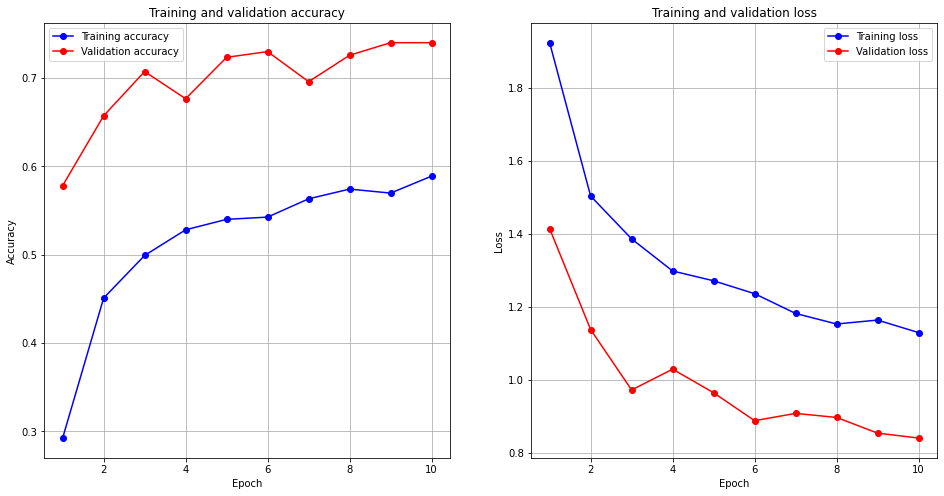 Training and validation accuracy
Training accuracy
Validation accuracy
0.7
0.6
0.5
0.4
0.3
Accuracy
2 4 6 8 10
Epoch
Training and validation loss
Training loss
Validation loss
1.8
1.6
1.4
1.2
1.0
0.8
Loss
2 4 6 8 10
Epoch